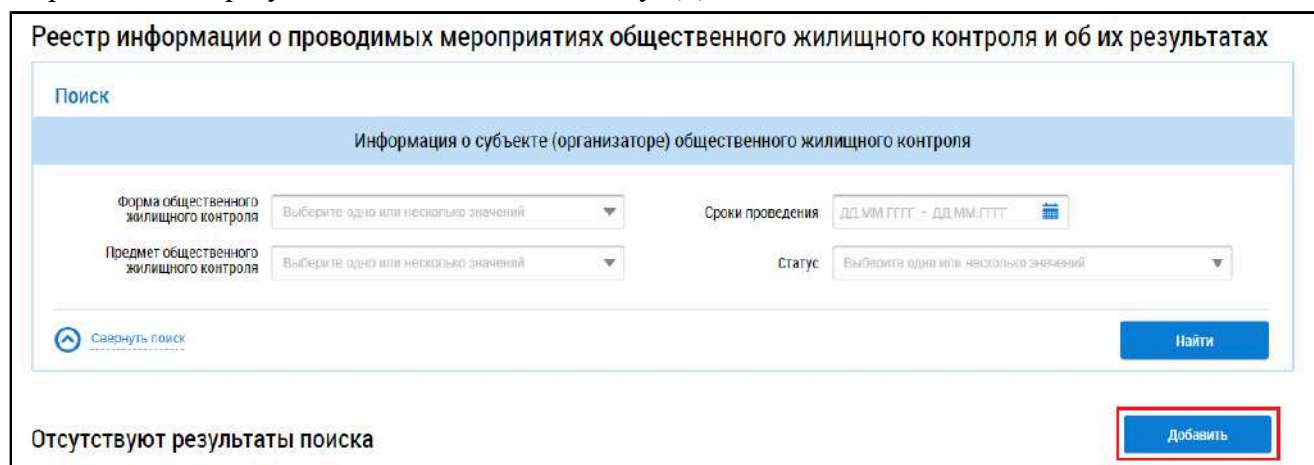 Реестр информации о проводимых мероприятиях общественного жилищного контроля и об их результатах
Поиск
Информация о субъекте (организаторе) общественного жилищного контроля
Форма общественного
жилищного контроля
Выберите одно или несколько значений
Сроки проведения
ДД.ММ.ГГГГ - ДД.ММ.ГГГГ
Предмет общественного
жилищного контроля
Выберите одно или несколько значений
Статус
Выберите одно или несколько значений
Свернуть поиск
Найти
Отсутствуют результаты поиска
Добавить